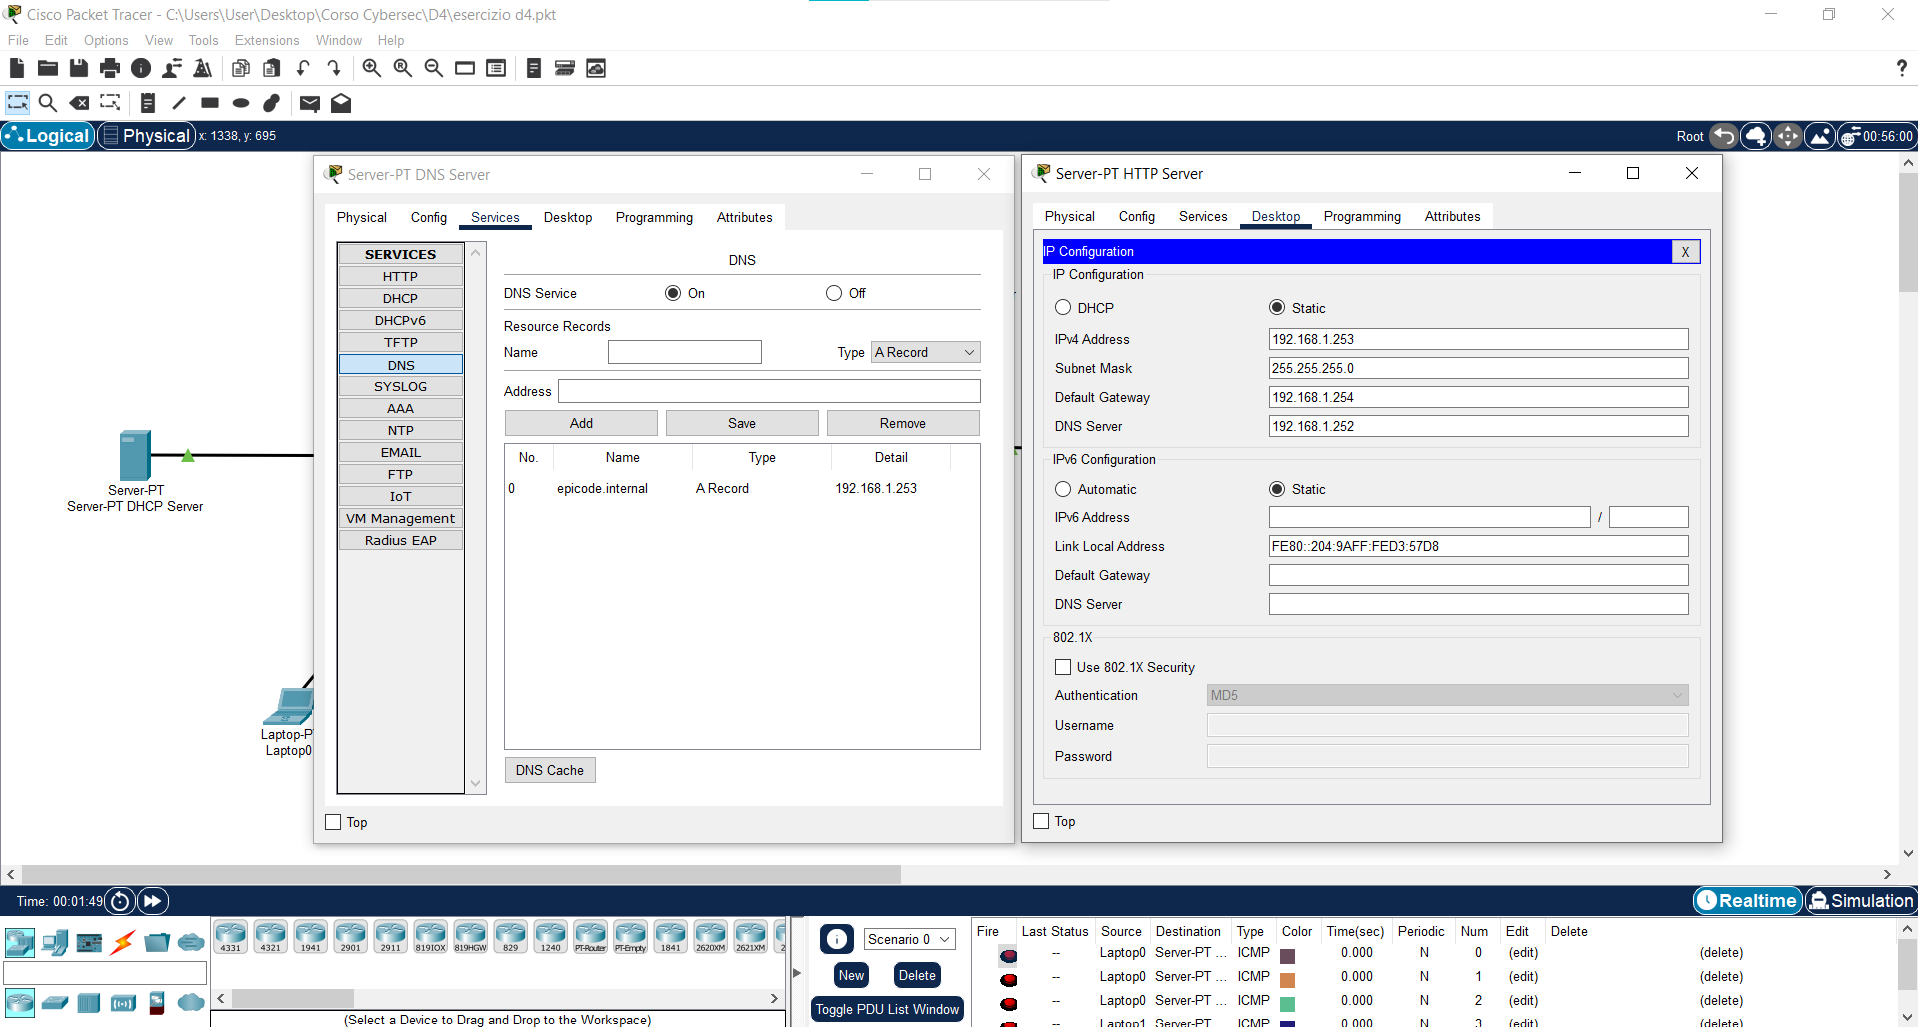 Cisco Packet Tracer - C:\Users\User\Desktop\Corso Cybersec\D4\esercizio d4.pkt
File Edit Options View Tools Extensions Window Help
?
Logical Physical x: 1338, y: 695 Root 00:56:00
Server-PT
Server-PT DHCP Server
Laptop-P
Laptop0
Server-PT DNS Server
Physical Config Services Desktop Programming Attributes
SERVICES
HTTP
DHCP
DHCPv6
TFTP
DNS
SYSLOG
AAA
NTP
EMAIL
FTP
IoT
VM Management
Radius EAP
DNS
DNS Service On Off
Resource Records
Name Type A Record
Address
Add Save Remove
No. Name Type Detail
0 epicode.internal A Record 192.168.1.253
DNS Cache
Top
Server-PT HTTP Server
Physical Config Services Desktop Programming Attributes
IP Configuration X
IP Configuration
DHCP Static
IPv4 Address 192.168.1.253
Subnet Mask 255.255.255.0
Default Gateway 192.168.1.254
DNS Server 192.168.1.252
IPv6 Configuration
Automatic Static
IPv6 Address /
Link Local Address FE80::204:9AFF:FED3:57D8
Default Gateway
DNS Server
802.1X
Use 802.1X Security
Authentication MD5
Username
Password
Top
Time: 00:01:49 Realtime Simulation
4331 4321 1941 2901 2911 819IOX 819HGW 829 1240 PT-Router PT-Empty 1841 2620XM 2621XM 2
(Select a Device to Drag and Drop to the Workspace)
Scenario 0
New Delete
Toggle PDU List Window
Fire Last Status Source Destination Type Color Time(sec) Periodic Num Edit Delete
-- Laptop0 Server-PT ... ICMP 0.000 N 0 (edit) (delete)
-- Laptop0 Server-PT ... ICMP 0.000 N 1 (edit) (delete)
-- Laptop0 Server-PT ... ICMP 0.000 N 2 (edit) (delete)
-- Laptop1 Server-PT ... ICMP 0.000 N 3 (edit) (delete)